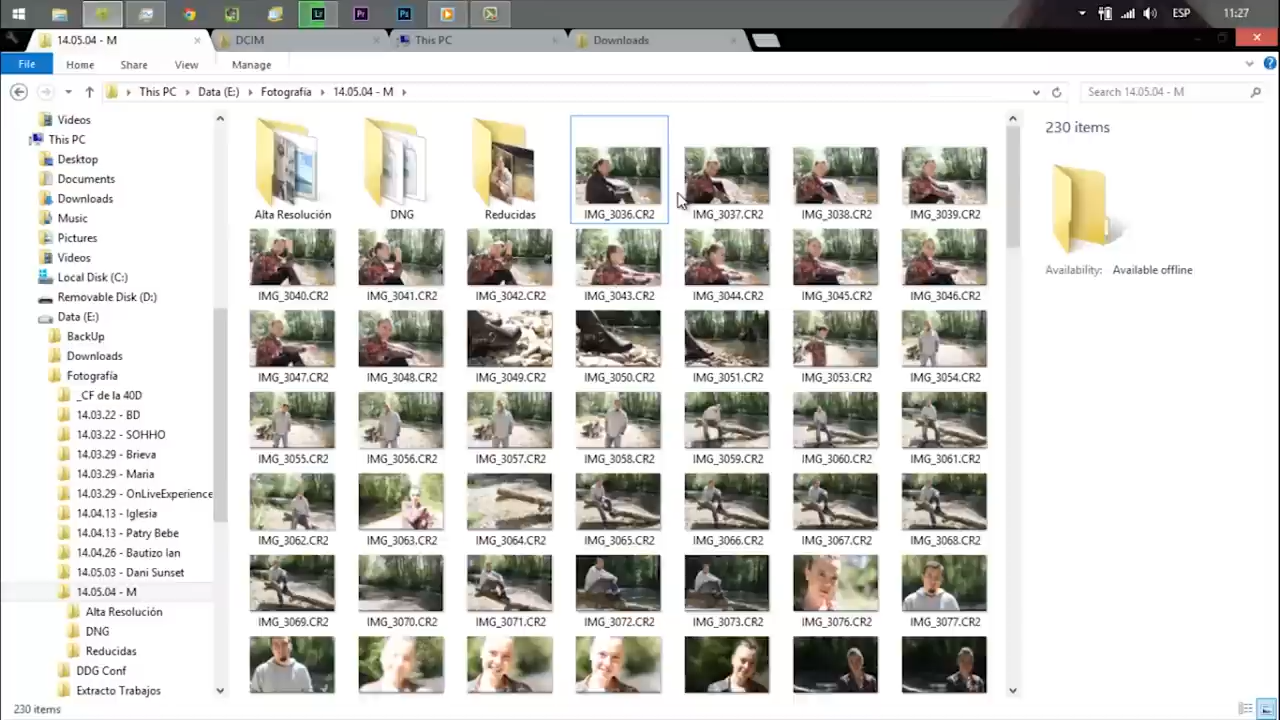 Lr
Pr
Ps
ESP
11:27
14.05.04 - M
DCIM
This PC
Downloads
File
Home
Share
View
Manage
This PC
Data (E:)
Fotografía
14.05.04 - M
Search 14.05.04 - M
Videos
This PC
Desktop
Documents
Downloads
Music
Pictures
Videos
Local Disk (C:)
Removable Disk (D:)
Data (E:)
BackUp
Downloads
Fotografía
_CF de la 40D
14.03.22 - BD
14.03.22 - SOHHO
14.03.29 - Brieva
14.03.29 - Maria
14.03.29 - OnLiveExperience
14.04.13 - Iglesia
14.04.13 - Patry Bebe
14.04.26 - Bautizo Ian
14.05.03 - Dani Sunset
14.05.04 - M
Alta Resolución
DNG
Reducidas
DDG Conf
Extracto Trabajos
Alta Resolución
DNG
Reducidas
IMG_3036.CR2
IMG_3037.CR2
IMG_3038.CR2
IMG_3039.CR2
IMG_3040.CR2
IMG_3041.CR2
IMG_3042.CR2
IMG_3043.CR2
IMG_3044.CR2
IMG_3045.CR2
IMG_3046.CR2
IMG_3047.CR2
IMG_3048.CR2
IMG_3049.CR2
IMG_3050.CR2
IMG_3051.CR2
IMG_3053.CR2
IMG_3054.CR2
IMG_3055.CR2
IMG_3056.CR2
IMG_3057.CR2
IMG_3058.CR2
IMG_3059.CR2
IMG_3060.CR2
IMG_3061.CR2
IMG_3062.CR2
IMG_3063.CR2
IMG_3064.CR2
IMG_3065.CR2
IMG_3066.CR2
IMG_3067.CR2
IMG_3068.CR2
IMG_3069.CR2
IMG_3070.CR2
IMG_3071.CR2
IMG_3072.CR2
IMG_3073.CR2
IMG_3076.CR2
IMG_3077.CR2
230 items
Availability: Available offline
230 items